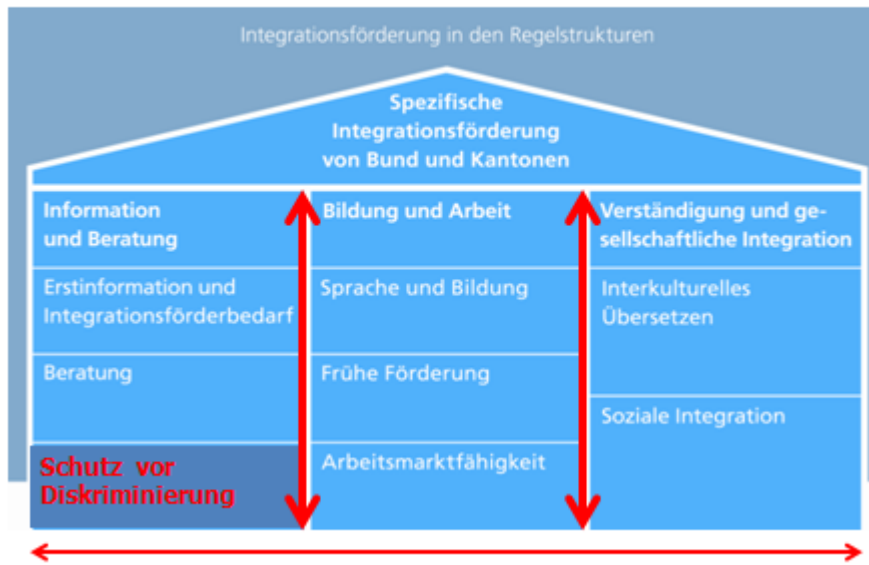 Integrationsförderung in den Regelstrukturen
Spezifische
Integrationsförderung
von Bund und Kantonen
Information
und Beratung
Erstinformation und
Integrationsförderbedarf
Beratung
Schutz vor
Diskriminierung
Bildung und Arbeit
Sprache und Bildung
Frühe Förderung
Arbeitsmarktfähigkeit
Verständigung und ge-
sellschaftliche Integration
Interkulturelles
Übersetzen
Soziale Integration